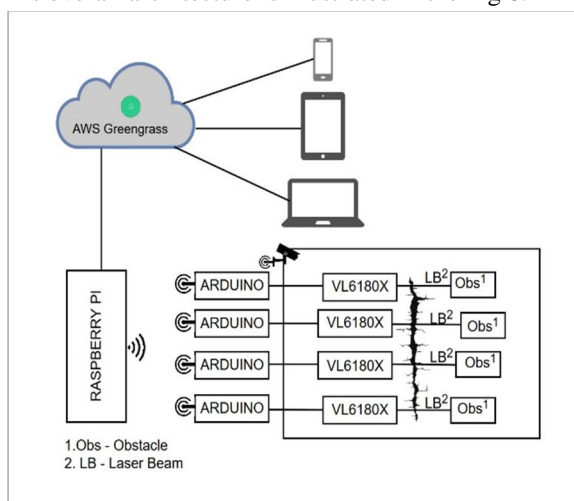 AWS Greengrass
RASPBERRY PI
ARDUINO VL6180X LB² Obs¹
ARDUINO VL6180X LB² Obs¹
ARDUINO VL6180X LB² Obs¹
ARDUINO VL6180X LB² Obs¹
1.Obs - Obstacle
2. LB - Laser Beam